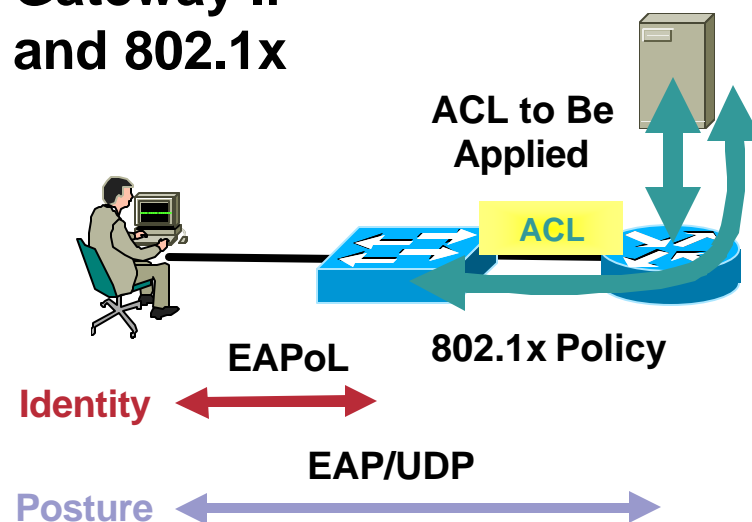 and 802.1x
ACL to Be
Applied
ACL
802.1x Policy
EAPoL
Identity
EAP/UDP
Posture